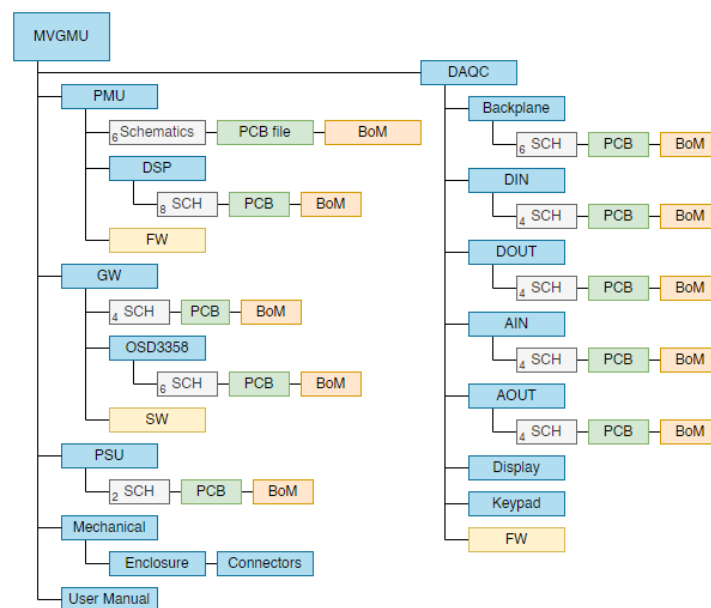 MVGMU
PMU
6 Schematics PCB file BoM
DSP
8 SCH PCB BoM
FW
GW
4 SCH PCB BoM
OSD3358
6 SCH PCB BoM
SW
PSU
2 SCH PCB BoM
Mechanical
Enclosure Connectors
User Manual
DAQC
Backplane
6 SCH PCB BoM
DIN
4 SCH PCB BoM
DOUT
4 SCH PCB BoM
AIN
4 SCH PCB BoM
AOUT
4 SCH PCB BoM
Display
Keypad
FW